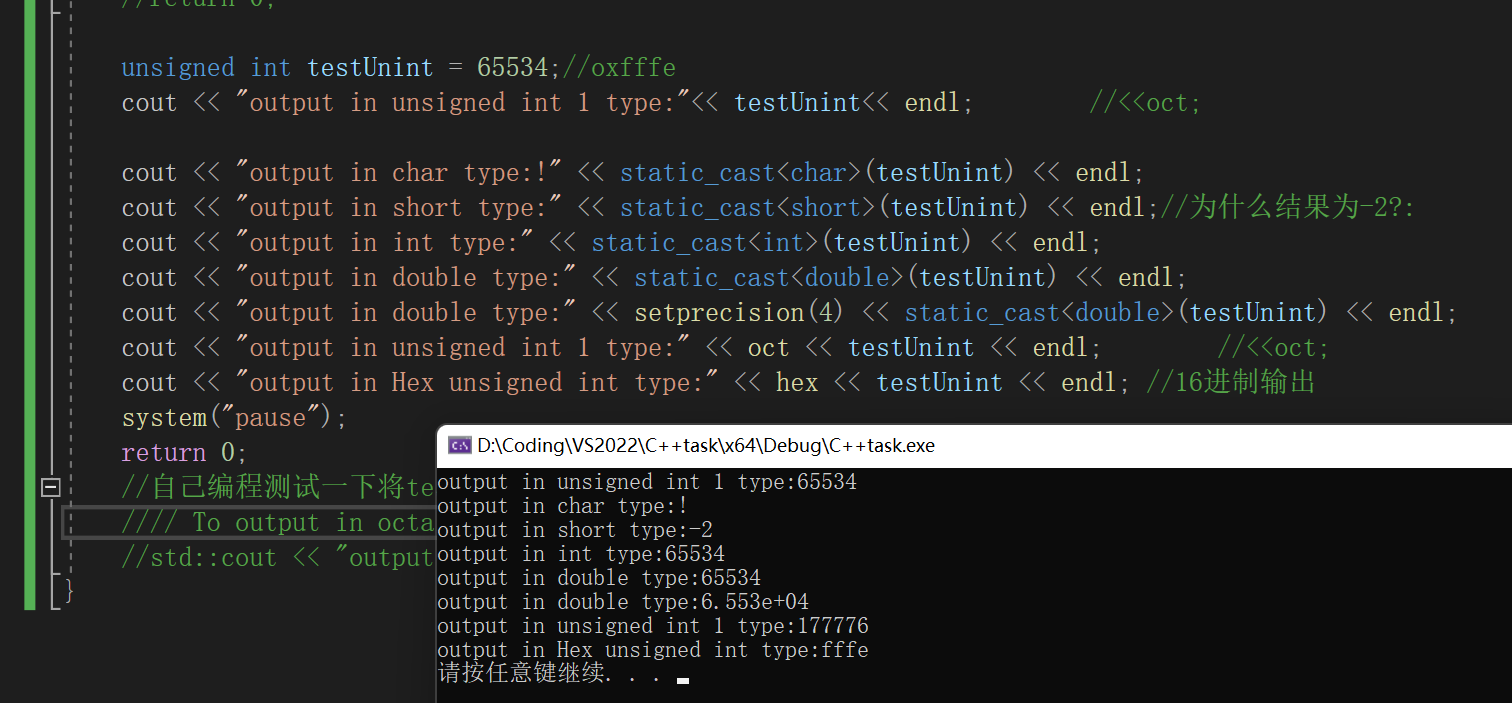 //return 0;
unsigned int testUnint = 65534;//oxfffe
cout << "output in unsigned int 1 type:"<< testUnint<< endl; //<<oct;
cout << "output in char type:!" << static_cast<char>(testUnint) << endl;
cout << "output in short type:" << static_cast<short>(testUnint) << endl;//为什么结果为-2?:
cout << "output in int type:" << static_cast<int>(testUnint) << endl;
cout << "output in double type:" << static_cast<double>(testUnint) << endl;
cout << "output in double type:" << setprecision(4) << static_cast<double>(testUnint) << endl;
cout << "output in unsigned int 1 type:" << oct << testUnint << endl; //<<oct;
cout << "output in Hex unsigned int type:" << hex << testUnint << endl; //16进制输出
system("pause");
return 0;
//自己编程测试一下将te
//// To output in octa
//std::cout << "output
}
D:\Coding\VS2022\C++task\x64\Debug\C++task.exe
output in unsigned int 1 type:65534
output in char type:!
output in short type:-2
output in int type:65534
output in double type:65534
output in double type:6.553e+04
output in unsigned int 1 type:177776
output in Hex unsigned int type:fffe
请按任意键继续. . .